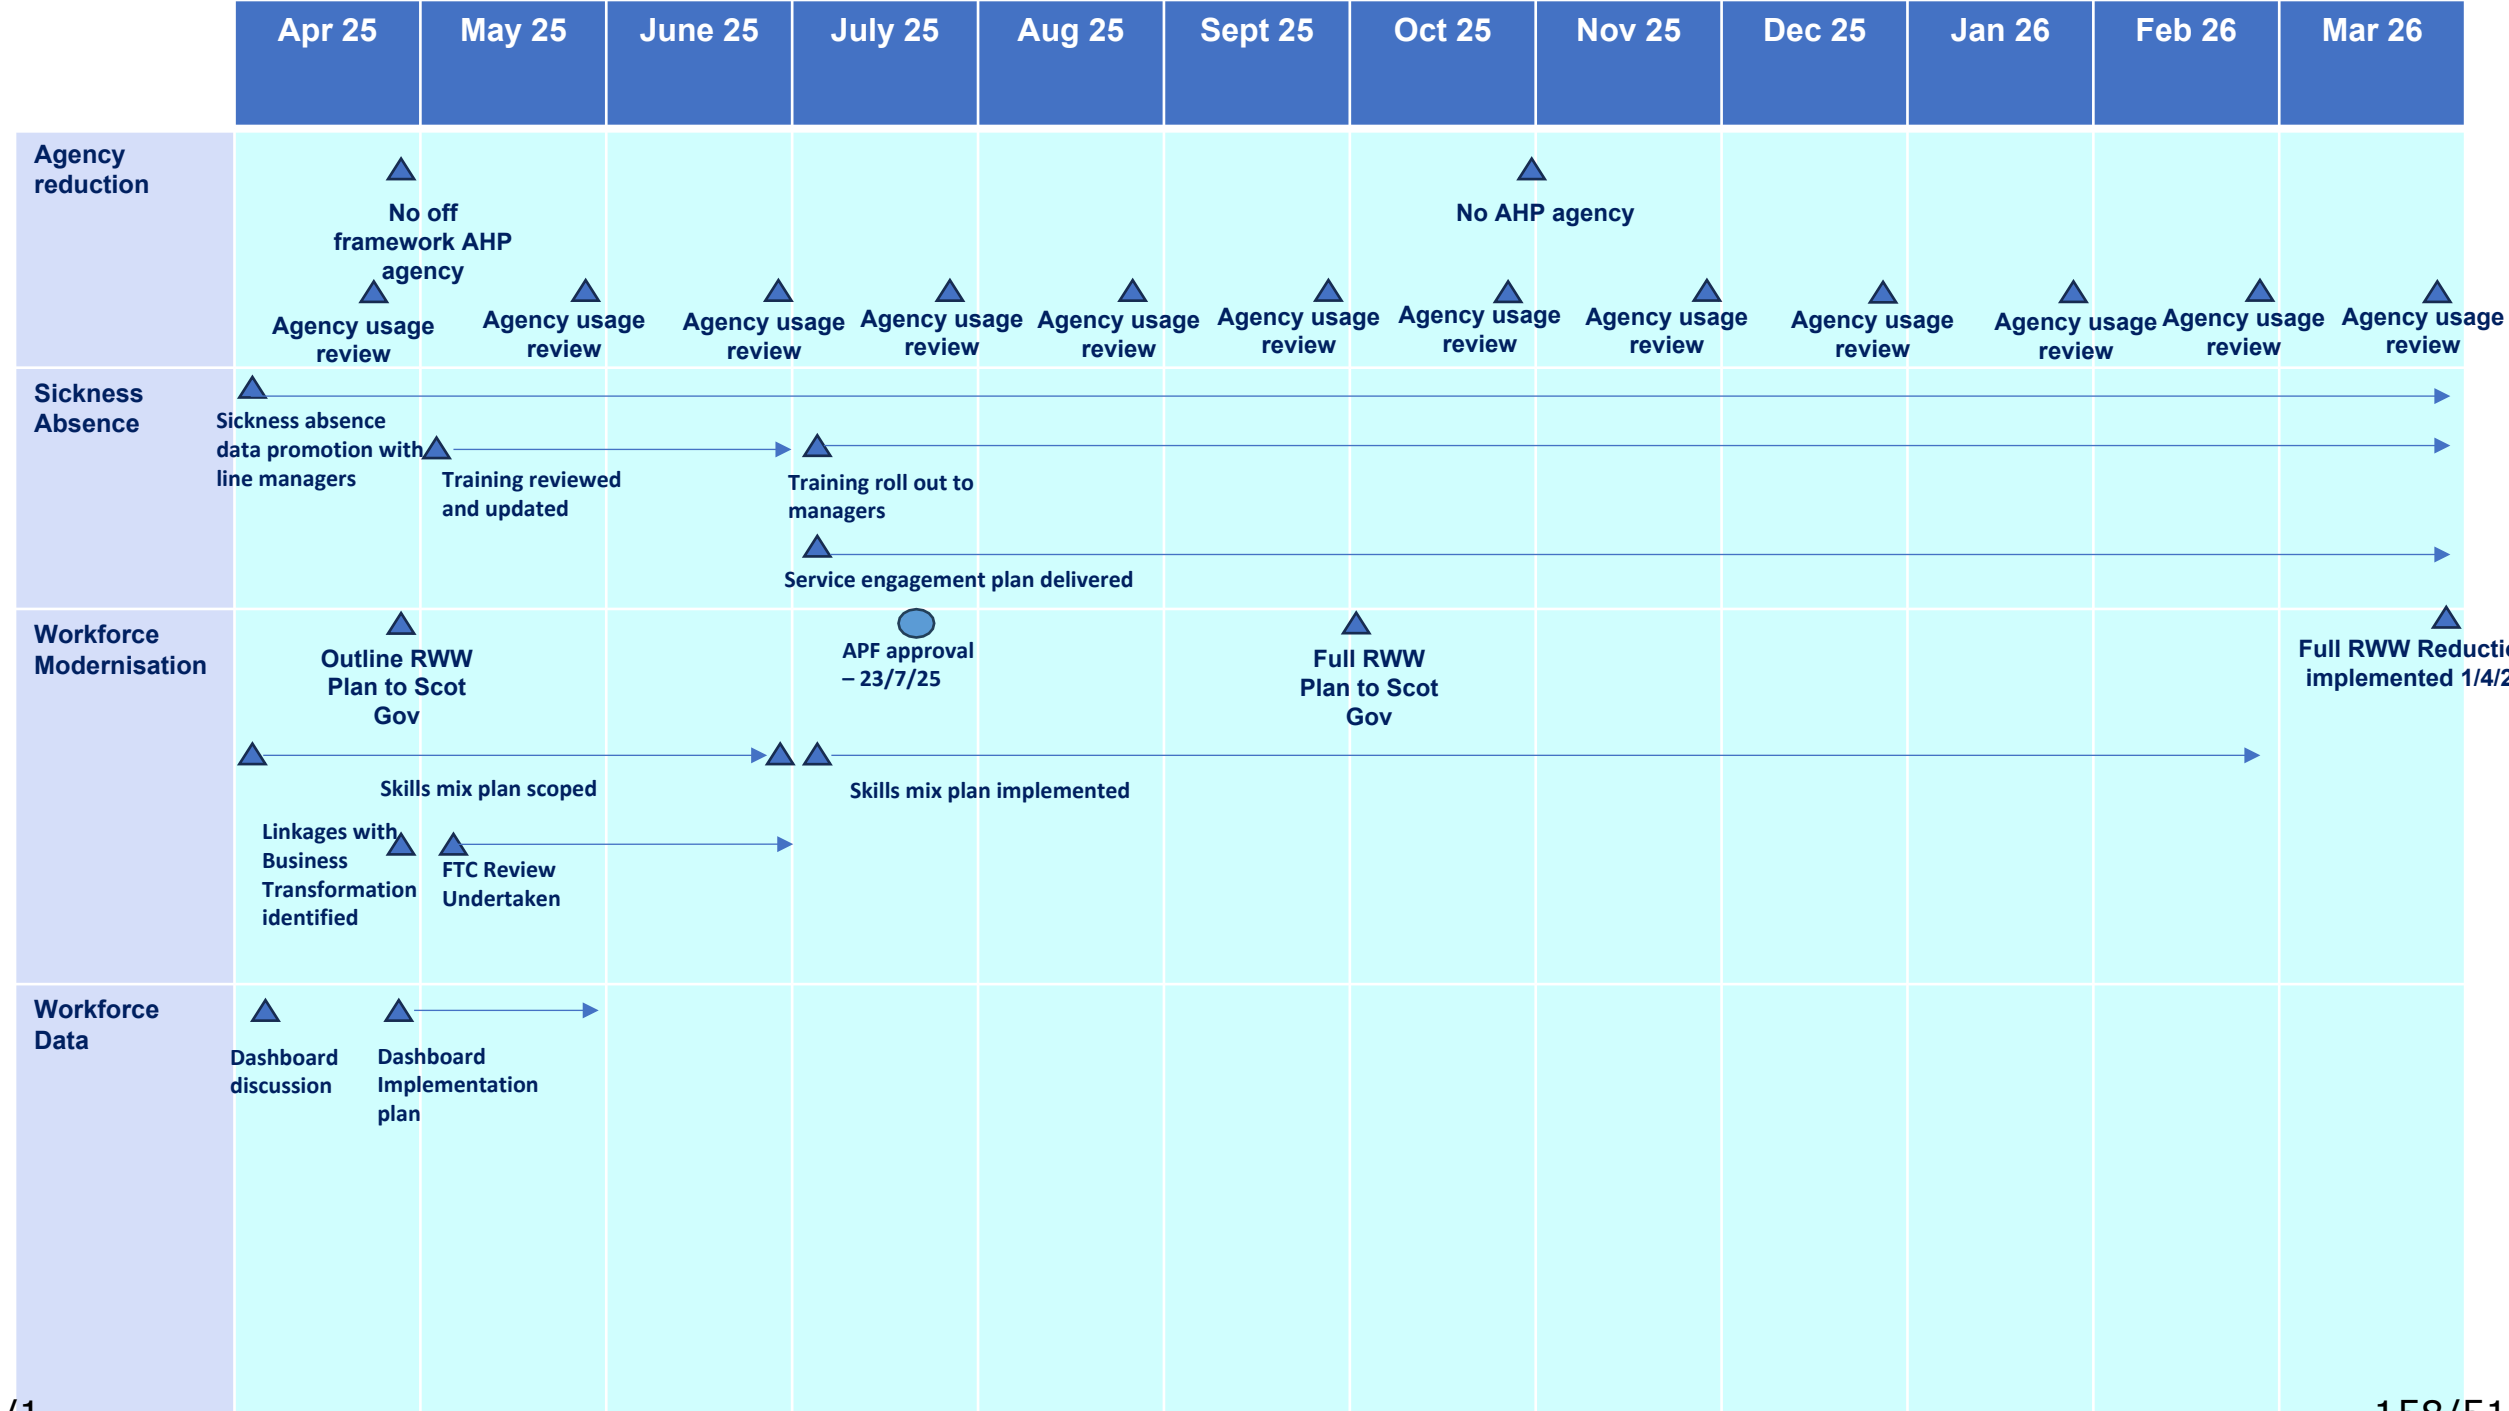 Apr 25
May 25
June 25
July 25
Aug 25
Sept 25
Oct 25
Nov 25
Dec 25
Jan 26
Feb 26
Mar 26
Agency
reduction
No off
framework AHP
agency
No AHP agency
Agency usage
review
Agency usage
review
Agency usage
review
Agency usage
review
Agency usage
review
Agency usage
review
Agency usage
review
Agency usage
review
Agency usage
review
Agency usage
review
Agency usage
review
Agency usage
review
Sickness
Absence
Sickness absence
data promotion with
line managers
Training reviewed
and updated
Training roll out to
managers
Service engagement plan delivered
Workforce
Modernisation
Outline RWW
Plan to Scot
Gov
APF approval
– 23/7/25
Full RWW
Plan to Scot
Gov
Full RWW Reductio
implemented 1/4/2
Skills mix plan scoped
Skills mix plan implemented
Linkages with
Business
Transformation
identified
FTC Review
Undertaken
Workforce
Data
Dashboard
discussion
Dashboard
Implementation
plan